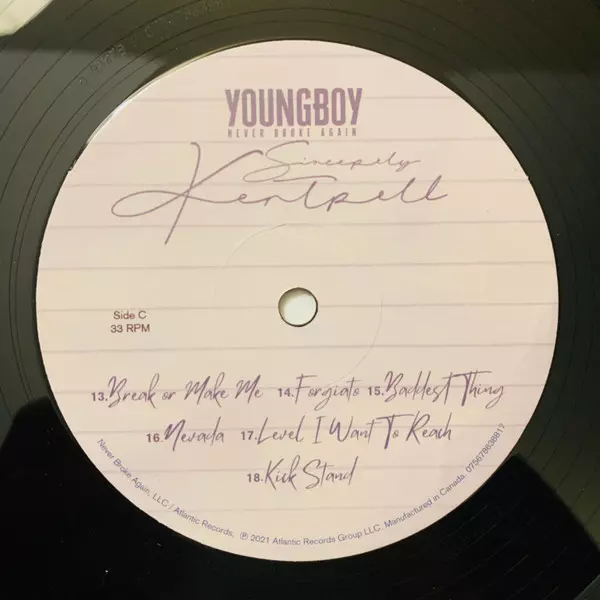 YOUNGBOY
NEVER BROKE AGAIN
Sincerely
Kentrell
Side C
33 RPM
13.Break or Make Me 14.Forgiato 15.Baddest Thing
16.Nevada 17.Level I Want To Reach
18.Kick Stand
Never Broke Again, LLC / Atlantic Records; ℗ 2021 Atlantic Records Group LLC. Manufactured in Canada. 075678638817